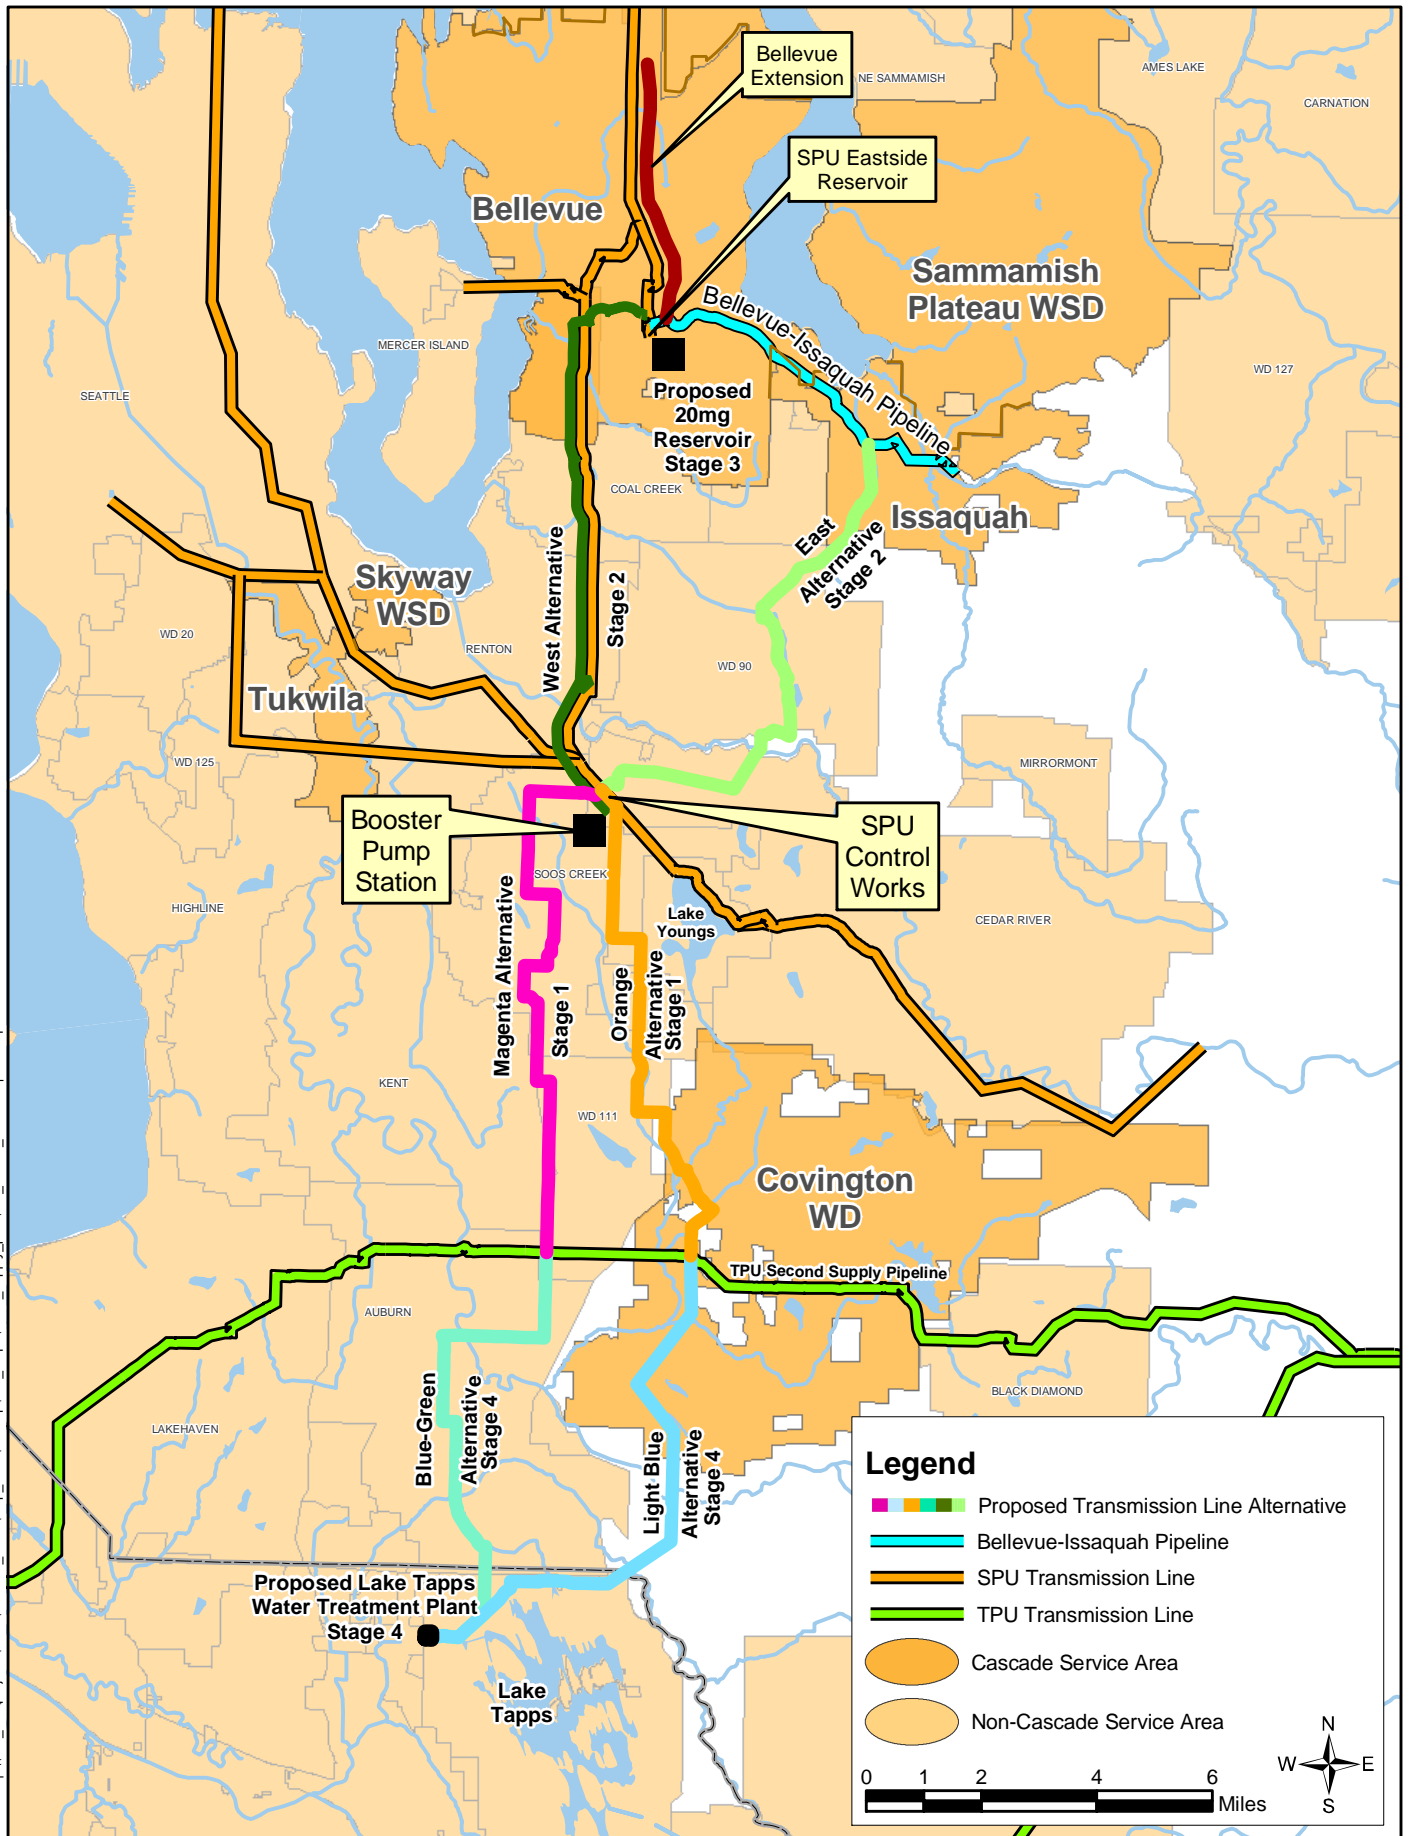 Bellevue
Extension
NE SAMMAMISH
AMES LAKE
CARNATION
SPU Eastside
Reservoir
Bellevue
Sammamish
Plateau WSD
Bellevue-Issaquah Pipeline
MERCER ISLAND
SEATTLE
WD 127
Proposed
20mg
Reservoir
Stage 3
COAL CREEK
Issaquah
East
Alternative
Stage 2
West Alternative
Stage 2
Skyway
WSD
WD 20
RENTON
WD 90
Tukwila
WD 125
MIRRORMONT
Booster
Pump
Station
SPU
Control
Works
SOOS CREEK
HIGHLINE
Lake
Youngs
CEDAR RIVER
Magenta Alternative
Stage 1
Orange
Alternative
Stage 1
KENT
WD 111
Covington
WD
TPU Second Supply Pipeline
AUBURN
BLACK DIAMOND
LAKEHAVEN
Blue-Green
Alternative
Stage 4
Light Blue
Alternative
Stage 4
Proposed Lake Tapps
Water Treatment Plant
Stage 4
Lake
Tapps
Legend
Proposed Transmission Line Alternative
Bellevue-Issaquah Pipeline
SPU Transmission Line
TPU Transmission Line
Cascade Service Area
Non-Cascade Service Area
N
W E
S
0 1 2 4 6
Miles